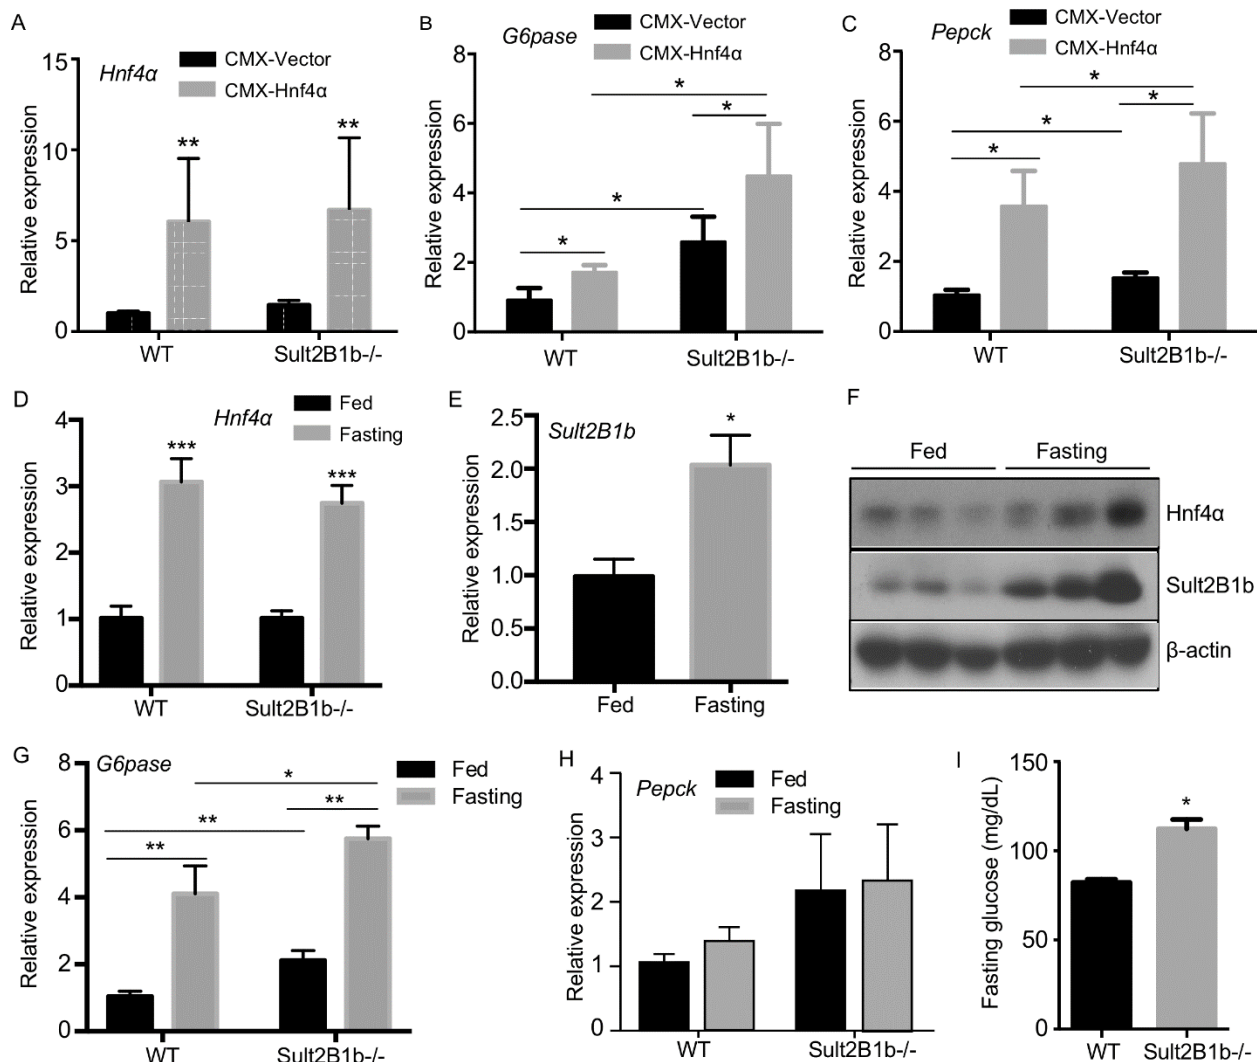 A
Hnf4α
CMX-Vector
CMX-Hnf4α
**
**
Relative expression
15
10
5
0
WT
Sult2B1b-/-
B
G6pase
CMX-Vector
CMX-Hnf4α
*
*
*
*
Relative expression
8
6
4
2
0
WT
Sult2B1b-/-
C
Pepck
CMX-Vector
CMX-Hnf4α
*
*
*
*
Relative expression
8
6
4
2
0
WT
Sult2B1b-/-
D
Hnf4α
Fed
Fasting
***
***
Relative expression
4
3
2
1
0
WT
Sult2B1b-/-
E
Sult2B1b
*
Relative expression
2.5
2.0
1.5
1.0
0.5
0.0
Fed
Fasting
F
Fed
Fasting
Hnf4α
Sult2B1b
β-actin
G
G6pase
Fed
Fasting
*
**
**
**
Relative expression
8
6
4
2
0
WT
Sult2B1b-/-
H
Pepck
Fed
Fasting
Relative expression
4
3
2
1
0
WT
Sult2B1b-/-
I
*
Fasting glucose (mg/dL)
150
100
50
0
WT
Sult2B1b-/-